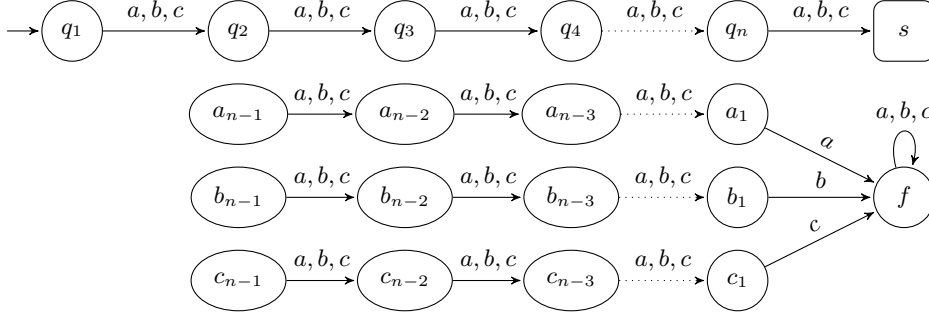 a, b, c a, b, c a, b, c a, b, c a, b, c
q₁ q₂ q₃ q₄ qₙ s
a, b, c a, b, c a, b, c a, b, c
aₙ₋₁ aₙ₋₂ aₙ₋₃ a₁ a
a, b, c a, b, c a, b, c b
bₙ₋₁ bₙ₋₂ bₙ₋₃ b₁ f
a, b, c a, b, c a, b, c c
cₙ₋₁ cₙ₋₂ cₙ₋₃ c₁